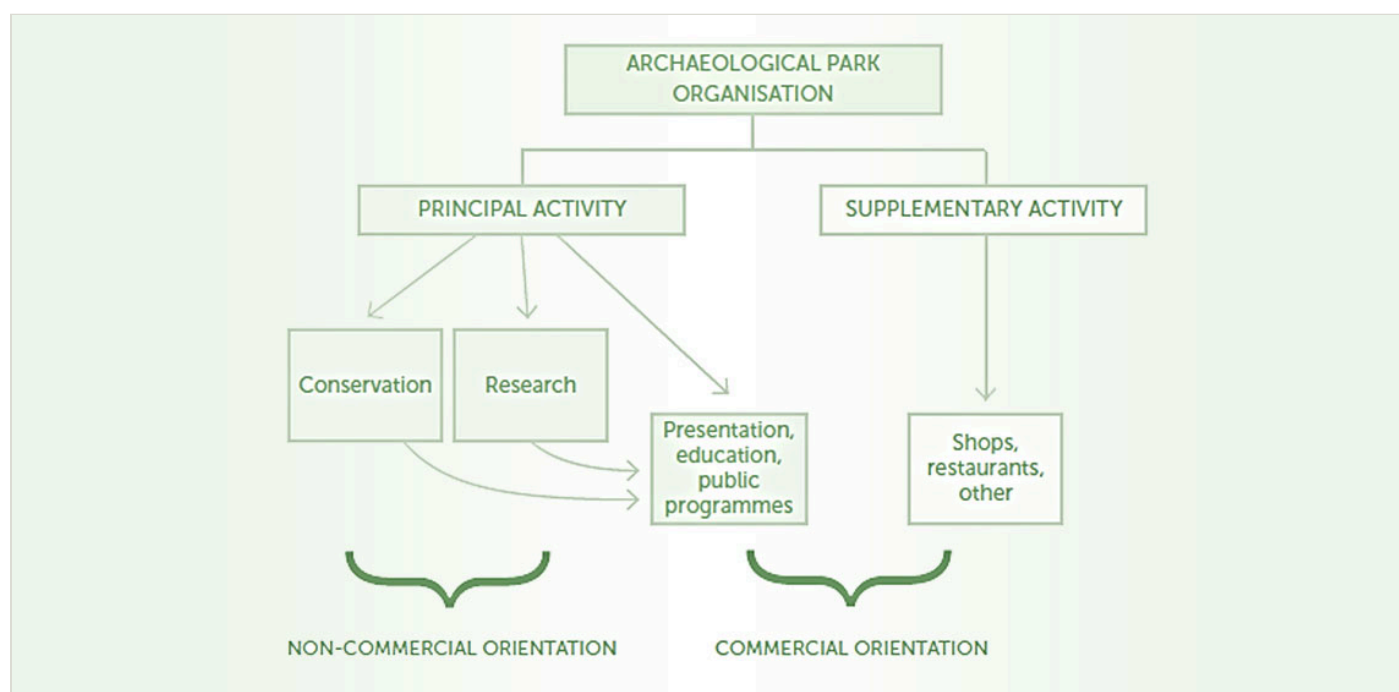 ARCHAEOLOGICAL PARK
ORGANISATION
PRINCIPAL ACTIVITY
SUPPLEMENTARY ACTIVITY
Conservation
Research
Presentation,
education,
public
programmes
Shops,
restaurants,
other
NON-COMMERCIAL ORIENTATION
COMMERCIAL ORIENTATION